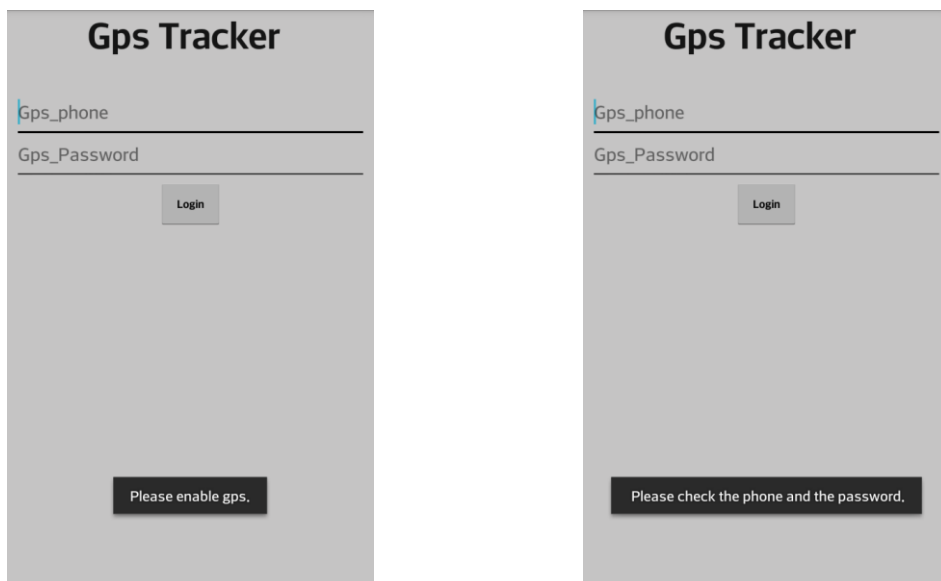 Gps Tracker
Gps_phone
Gps_Password
Login
Please enable gps.
Gps Tracker
Gps_phone
Gps_Password
Login
Please check the phone and the password.